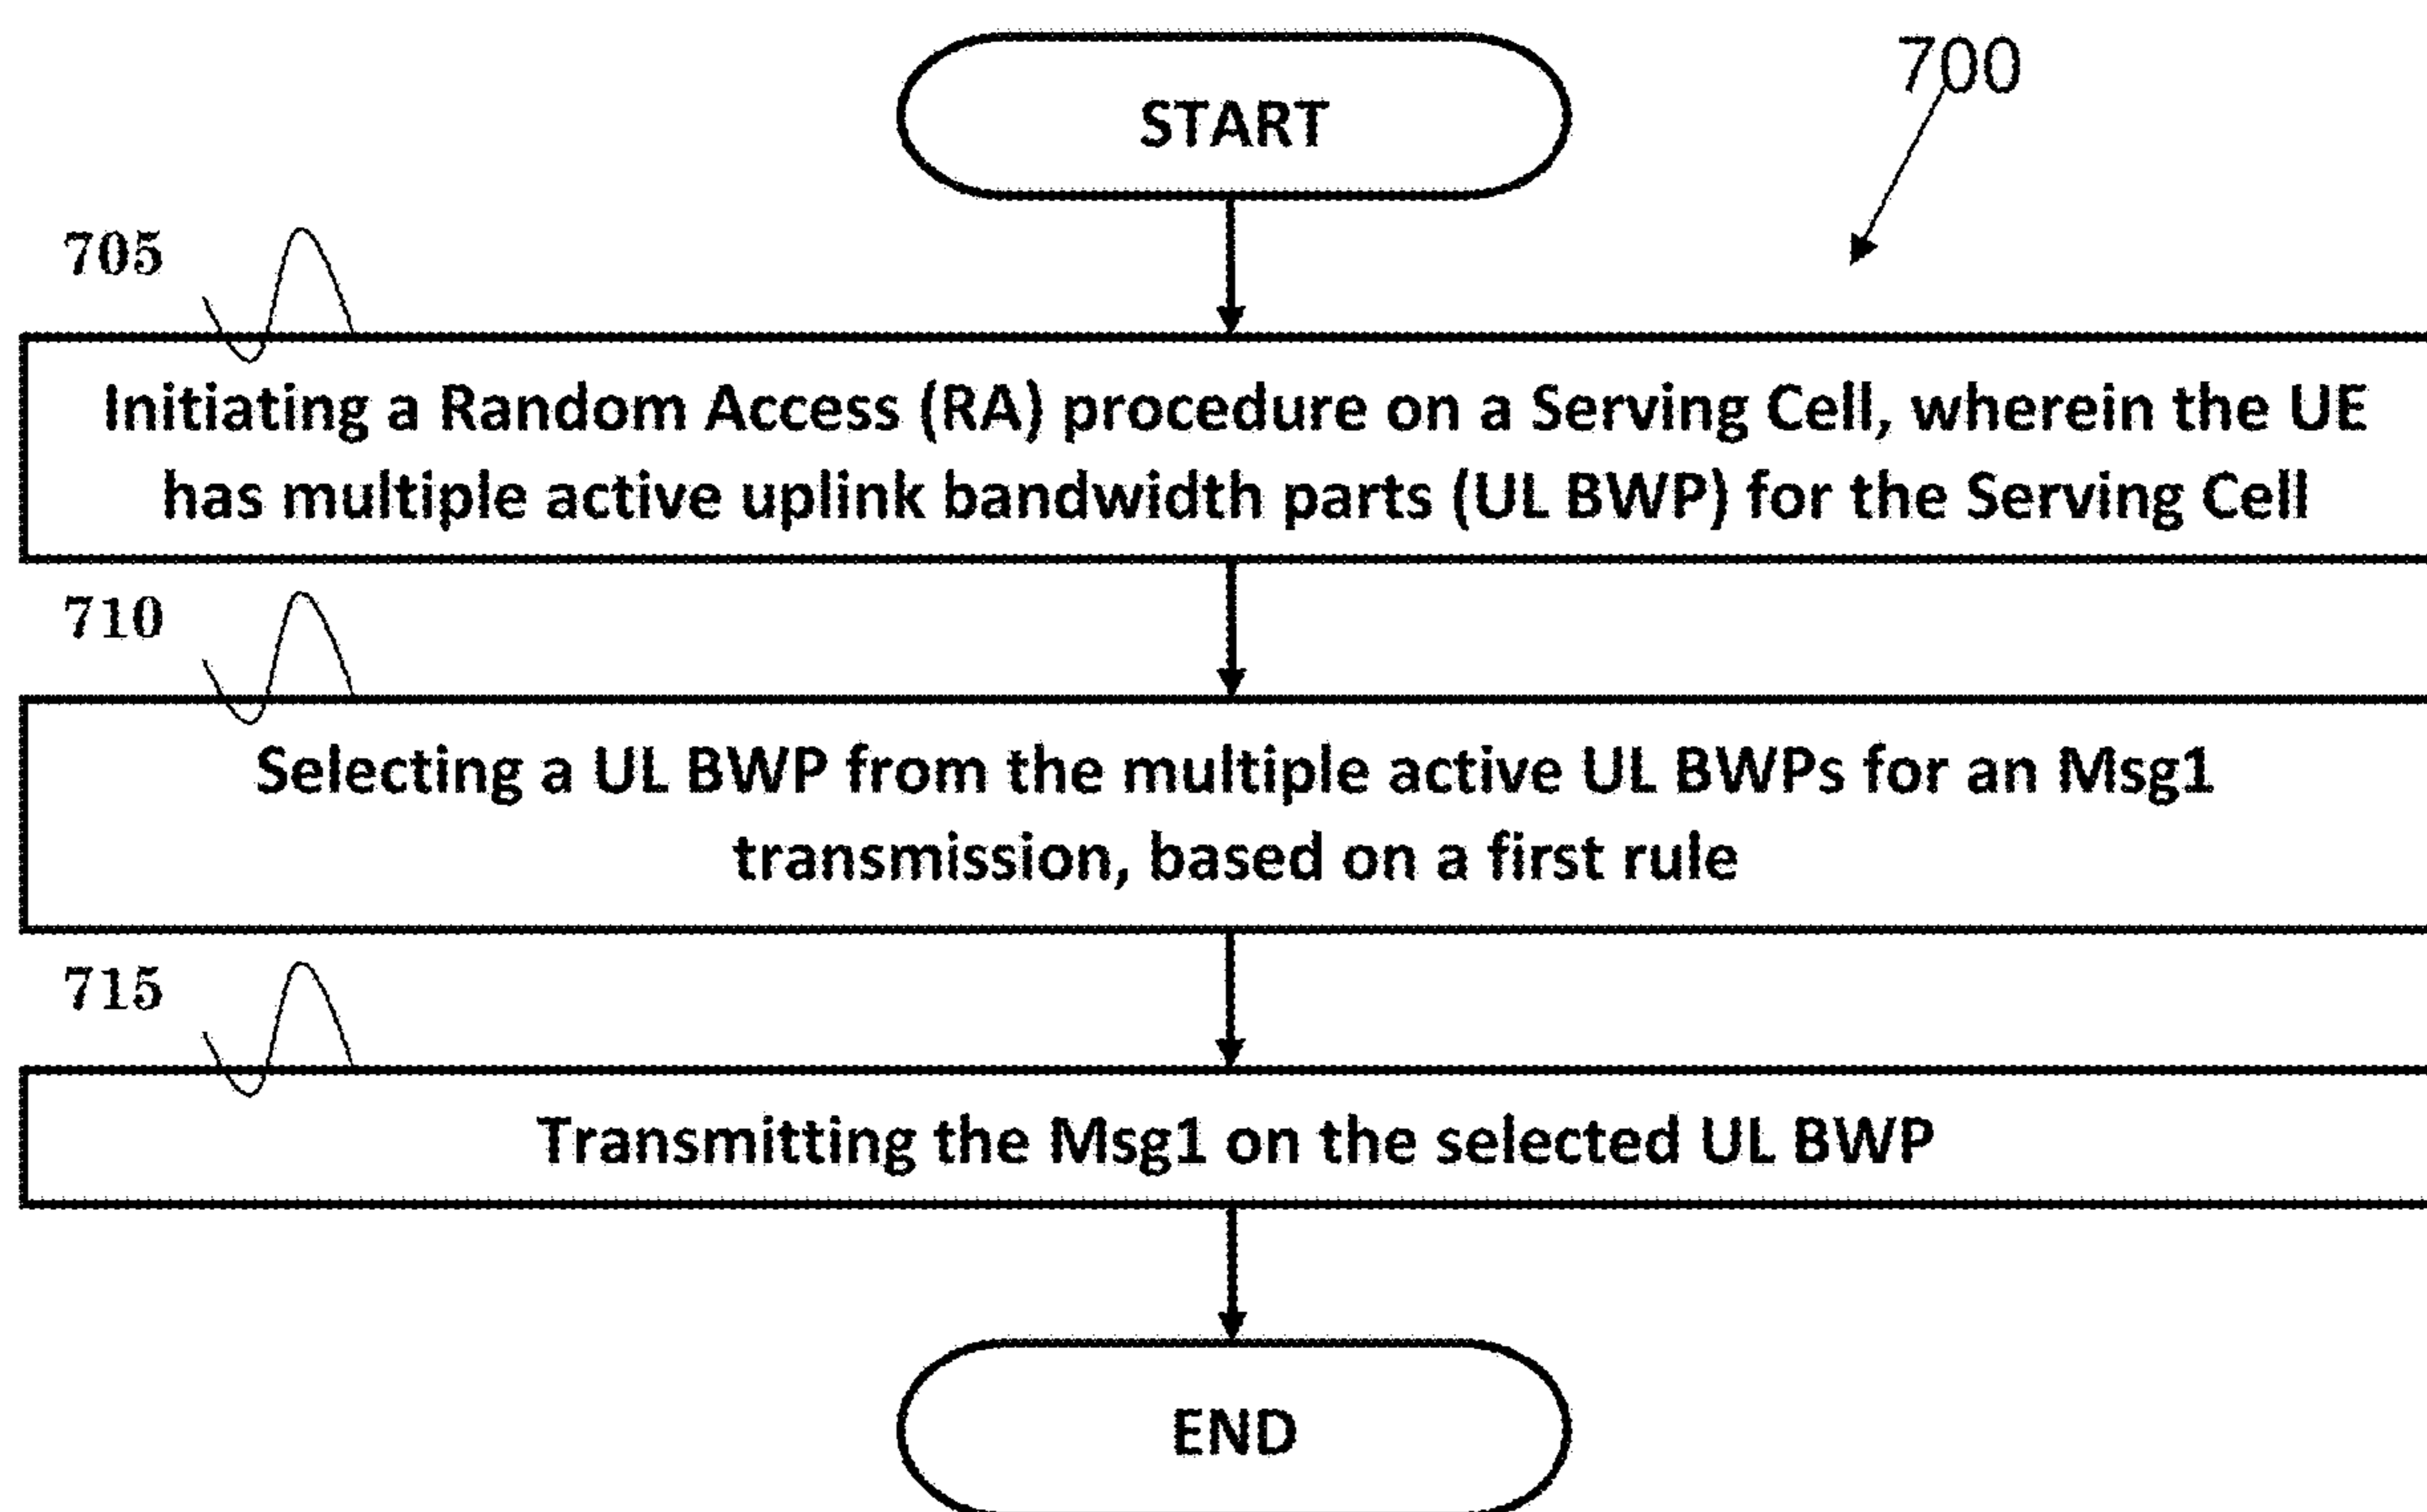 START
700
705
Initiating a Random Access (RA) procedure on a Serving Cell, wherein the UE
has multiple active uplink bandwidth parts (UL BWP) for the Serving Cell
710
Selecting a UL BWP from the multiple active UL BWPs for an Msg1
transmission, based on a first rule
715
Transmitting the Msg1 on the selected UL BWP
END